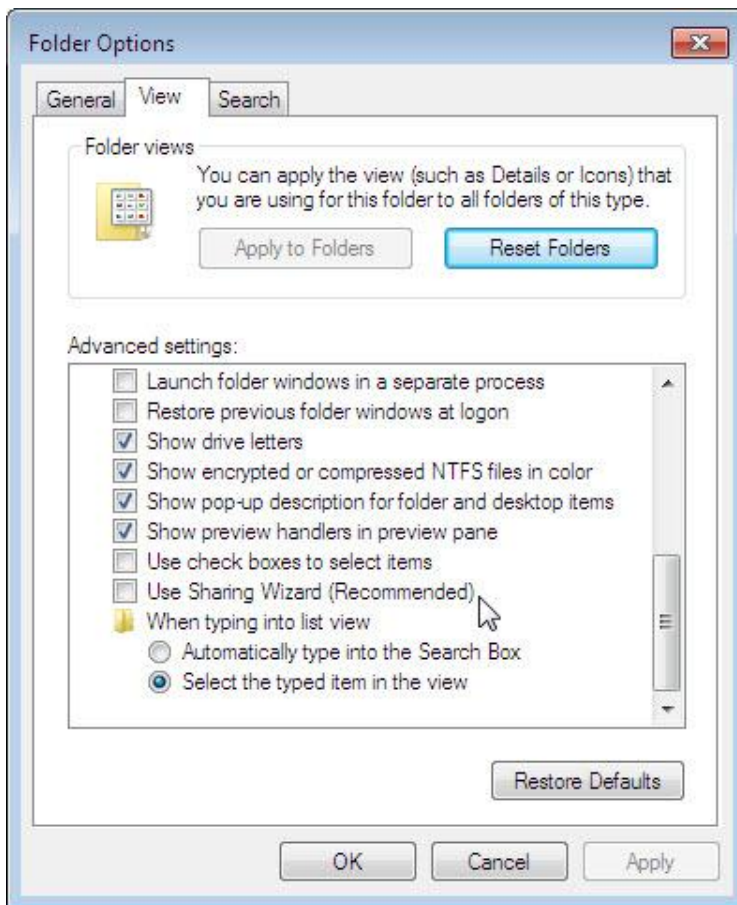 Folder Options
General
View
Search
Folder views
You can apply the view (such as Details or Icons) that
you are using for this folder to all folders of this type.
Apply to Folders
Reset Folders
Advanced settings:
Launch folder windows in a separate process
Restore previous folder windows at logon
Show drive letters
Show encrypted or compressed NTFS files in color
Show pop-up description for folder and desktop items
Show preview handlers in preview pane
Use check boxes to select items
Use Sharing Wizard (Recommended)
When typing into list view
Automatically type into the Search Box
Select the typed item in the view
Restore Defaults
OK
Cancel
Apply